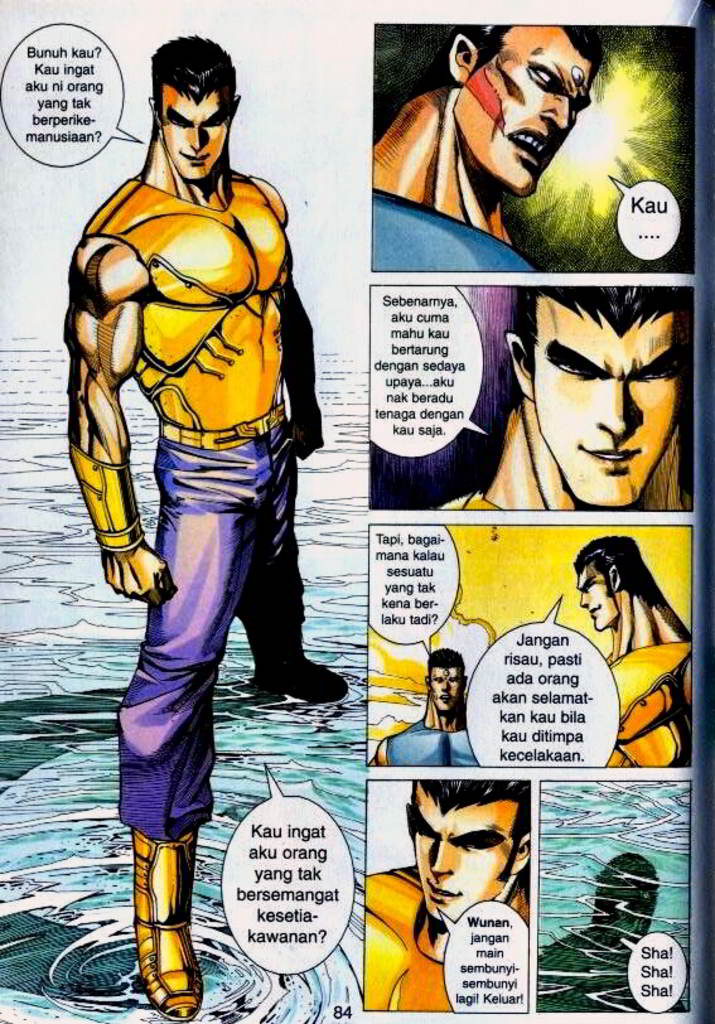 Bunuh kau?
Kau ingat
aku ni orang
yang tak
berperike-
manusiaan?
Kau ingat
aku orang
yang tak
bersemangat
kesetia-
kawanan?
Kau
....
Sebenarnya,
aku cuma
mahu kau
bertarung
dengan sedaya
upaya...aku
nak beradu
tenaga dengan
kau saja.
Tapi, bagai-
mana kalau
sesuatu
yang tak
kena ber-
laku tadi?
Jangan
risau, pasti
ada orang
akan selamat-
kan kau bila
kau ditimpa
kecelakaan.
Wunan,
jangan
main
sembunyi-
sembunyi
lagi! Keluar!
Sha!
Sha!
Sha!
84